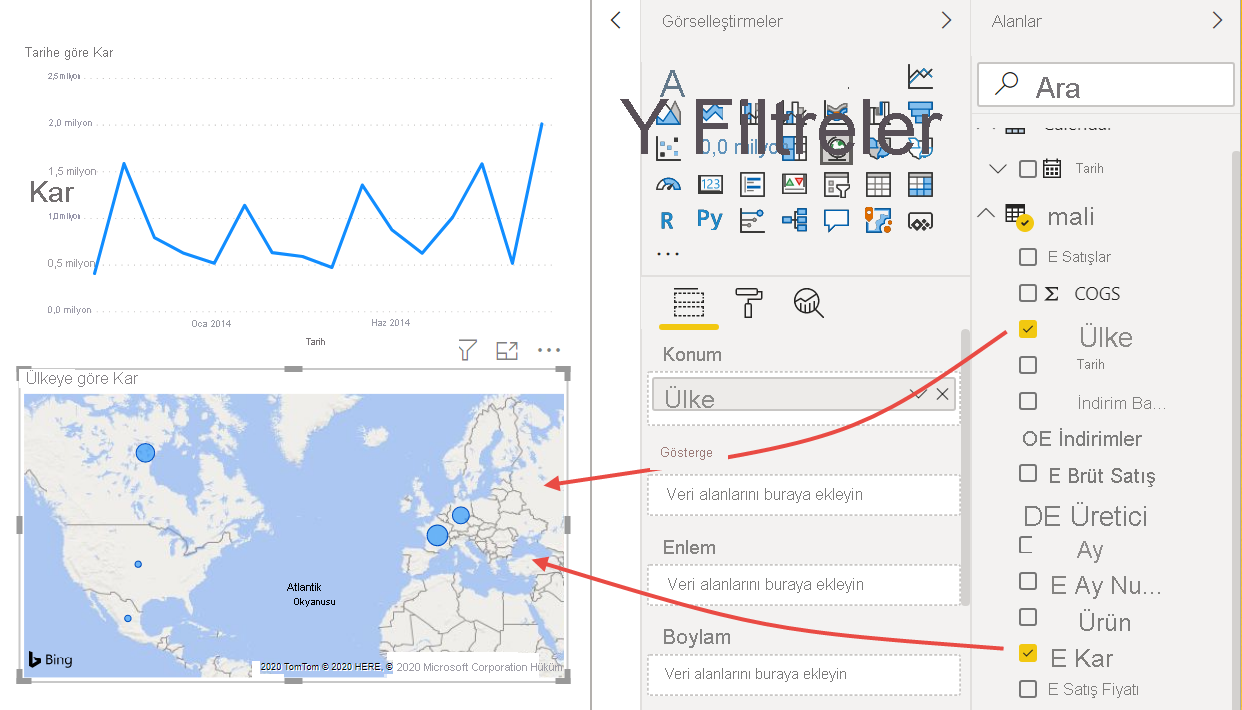 Tarihe göre Kar
2,5 milyon
2,0 milyon
1,5 milyon
Kar
1,0 milyon
0,5 milyon
0,0 milyon
Oca 2014
Haz 2014
Tarih
Ülkeye göre Kar
Atlantik
Okyanusu
Bing
2020 TomTom © 2020 HERE, © 2020 Microsoft Corporation Hüküm
Görselleştirmeler
A
Y Filtreler
0,0 milyon
123
R Py
...
Konum
Ülke
Gösterge
Veri alanlarını buraya ekleyin
Enlem
Veri alanlarını buraya ekleyin
Boylam
Veri alanlarını buraya ekleyin
Alanlar
Ara
Calendar
Tarih
mali
E Satışlar
Σ COGS
Ülke
Tarih
İndirim Ba...
OE İndirimler
E Brüt Satış
DE Üretici
Ay
E Ay Nu...
Ürün
E Kar
E Satış Fiyatı